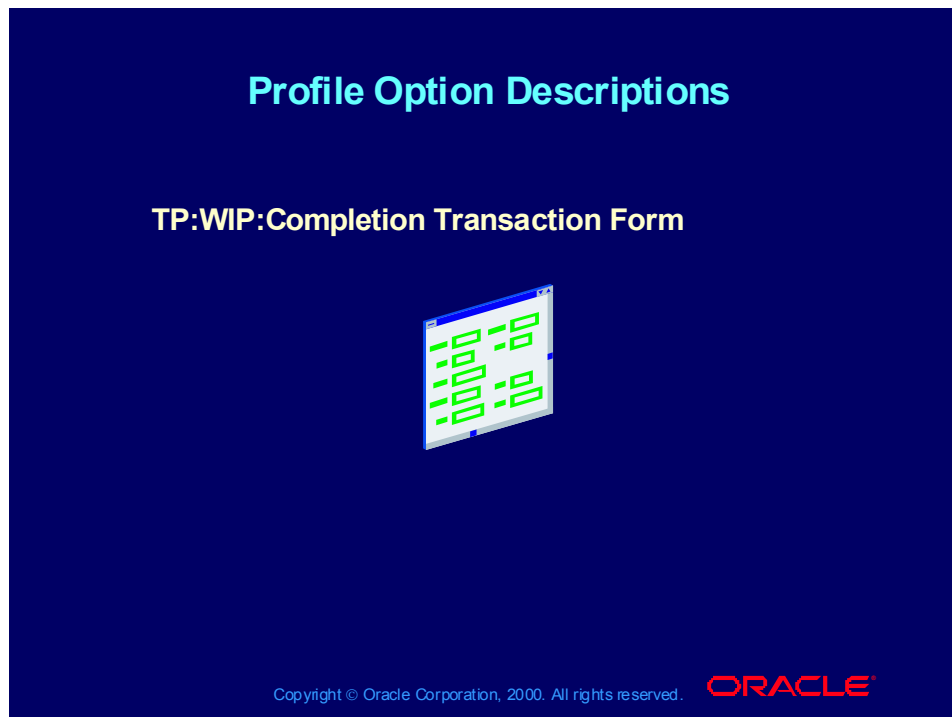 Profile Option Descriptions
TP:WIP:Completion Transaction Form
Copyright © Oracle Corporation, 2000. All rights reserved.
ORACLE®